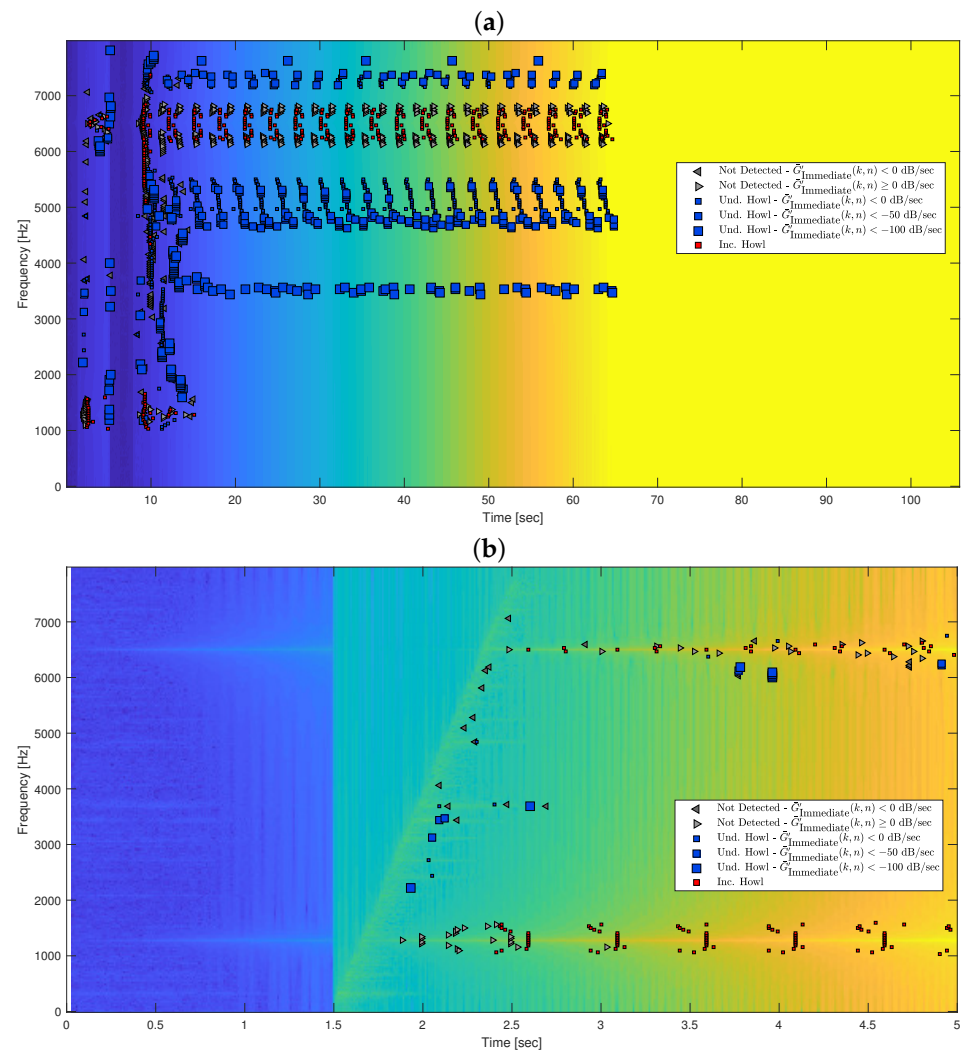 (a)
Frequency [Hz]
7000
6000
5000
4000
3000
2000
1000
0
Not Detected - Ḡ′Immediate(k, n) < 0 dB/sec
Not Detected - Ḡ′Immediate(k, n) ≥ 0 dB/sec
Und. Howl - Ḡ′Immediate(k, n) < 0 dB/sec
Und. Howl - Ḡ′Immediate(k, n) < −50 dB/sec
Und. Howl - Ḡ′Immediate(k, n) < −100 dB/sec
Inc. Howl
10 20 30 40 50 60 70 80 90 100
Time [sec]
(b)
Frequency [Hz]
7000
6000
5000
4000
3000
2000
1000
0
Not Detected - Ḡ′Immediate(k, n) < 0 dB/sec
Not Detected - Ḡ′Immediate(k, n) ≥ 0 dB/sec
Und. Howl - Ḡ′Immediate(k, n) < 0 dB/sec
Und. Howl - Ḡ′Immediate(k, n) < −50 dB/sec
Und. Howl - Ḡ′Immediate(k, n) < −100 dB/sec
Inc. Howl
0 0.5 1 1.5 2 2.5 3 3.5 4 4.5 5
Time [sec]